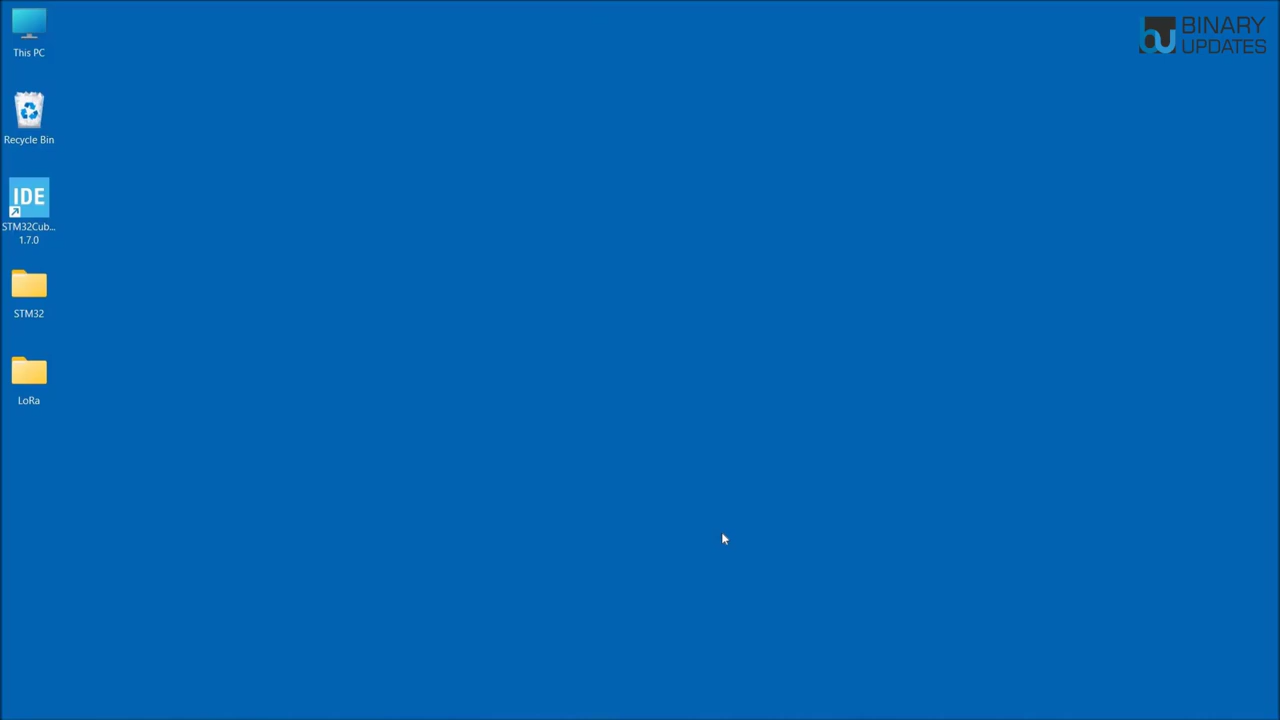 This PC
BINARY
UPDATES
Recycle Bin
IDE
STM32Cub...
1.7.0
STM32
LoRa